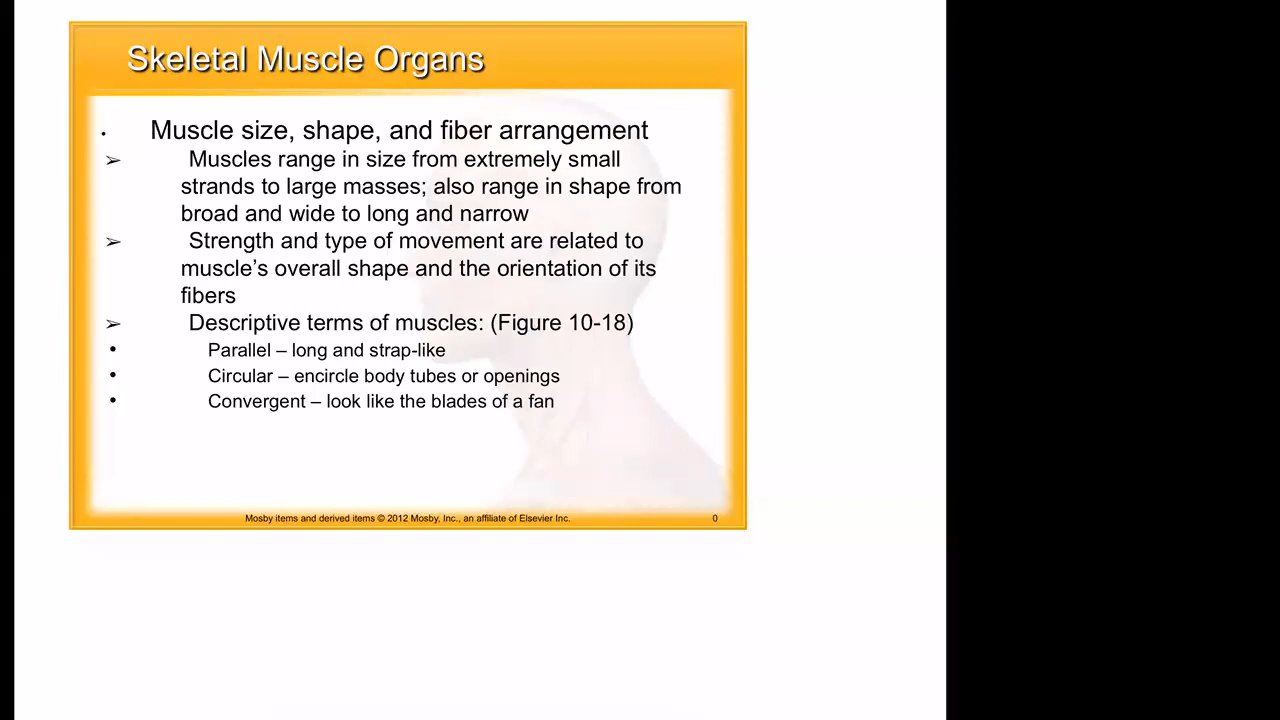 Skeletal Muscle Organs
• Muscle size, shape, and fiber arrangement
➢ Muscles range in size from extremely small
strands to large masses; also range in shape from
broad and wide to long and narrow
➢ Strength and type of movement are related to
muscle’s overall shape and the orientation of its
fibers
➢ Descriptive terms of muscles: (Figure 10-18)
• Parallel – long and strap-like
• Circular – encircle body tubes or openings
• Convergent – look like the blades of a fan
Mosby items and derived items © 2012 Mosby, Inc., an affiliate of Elsevier Inc. 0